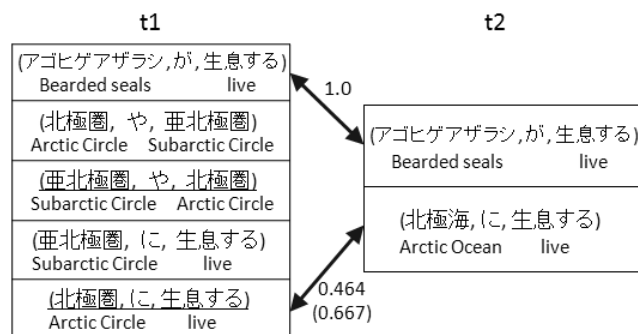 t1
t2
(アゴヒゲアザラシ,が,生息する)
Bearded seals live
(北極圏, や, 亜北極圏)
Arctic Circle Subarctic Circle
(亜北極圏, や, 北極圏)
Subarctic Circle Arctic Circle
(亜北極圏, に, 生息する)
Subarctic Circle live
(北極圏,に,生息する)
Arctic Circle live
1.0
0.464
(0.667)
(アゴヒゲアザラシ,が,生息する)
Bearded seals live
(北極海, に, 生息する)
Arctic Ocean live